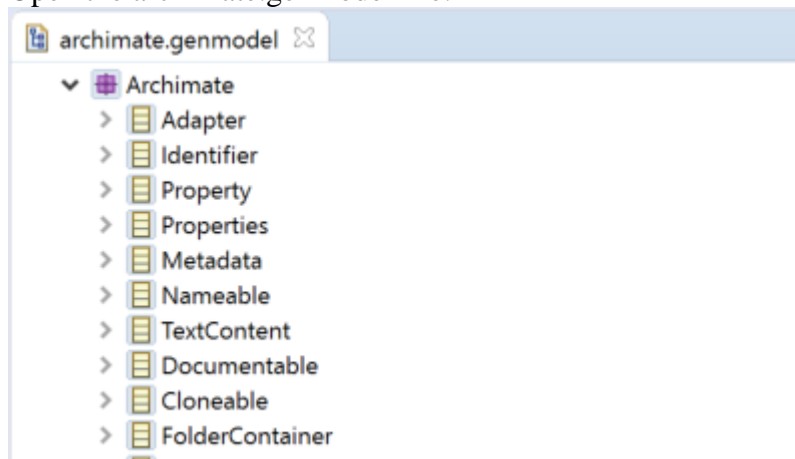 archimate.genmodel
Archimate
Adapter
Identifier
Property
Properties
Metadata
Nameable
TextContent
Documentable
Cloneable
FolderContainer